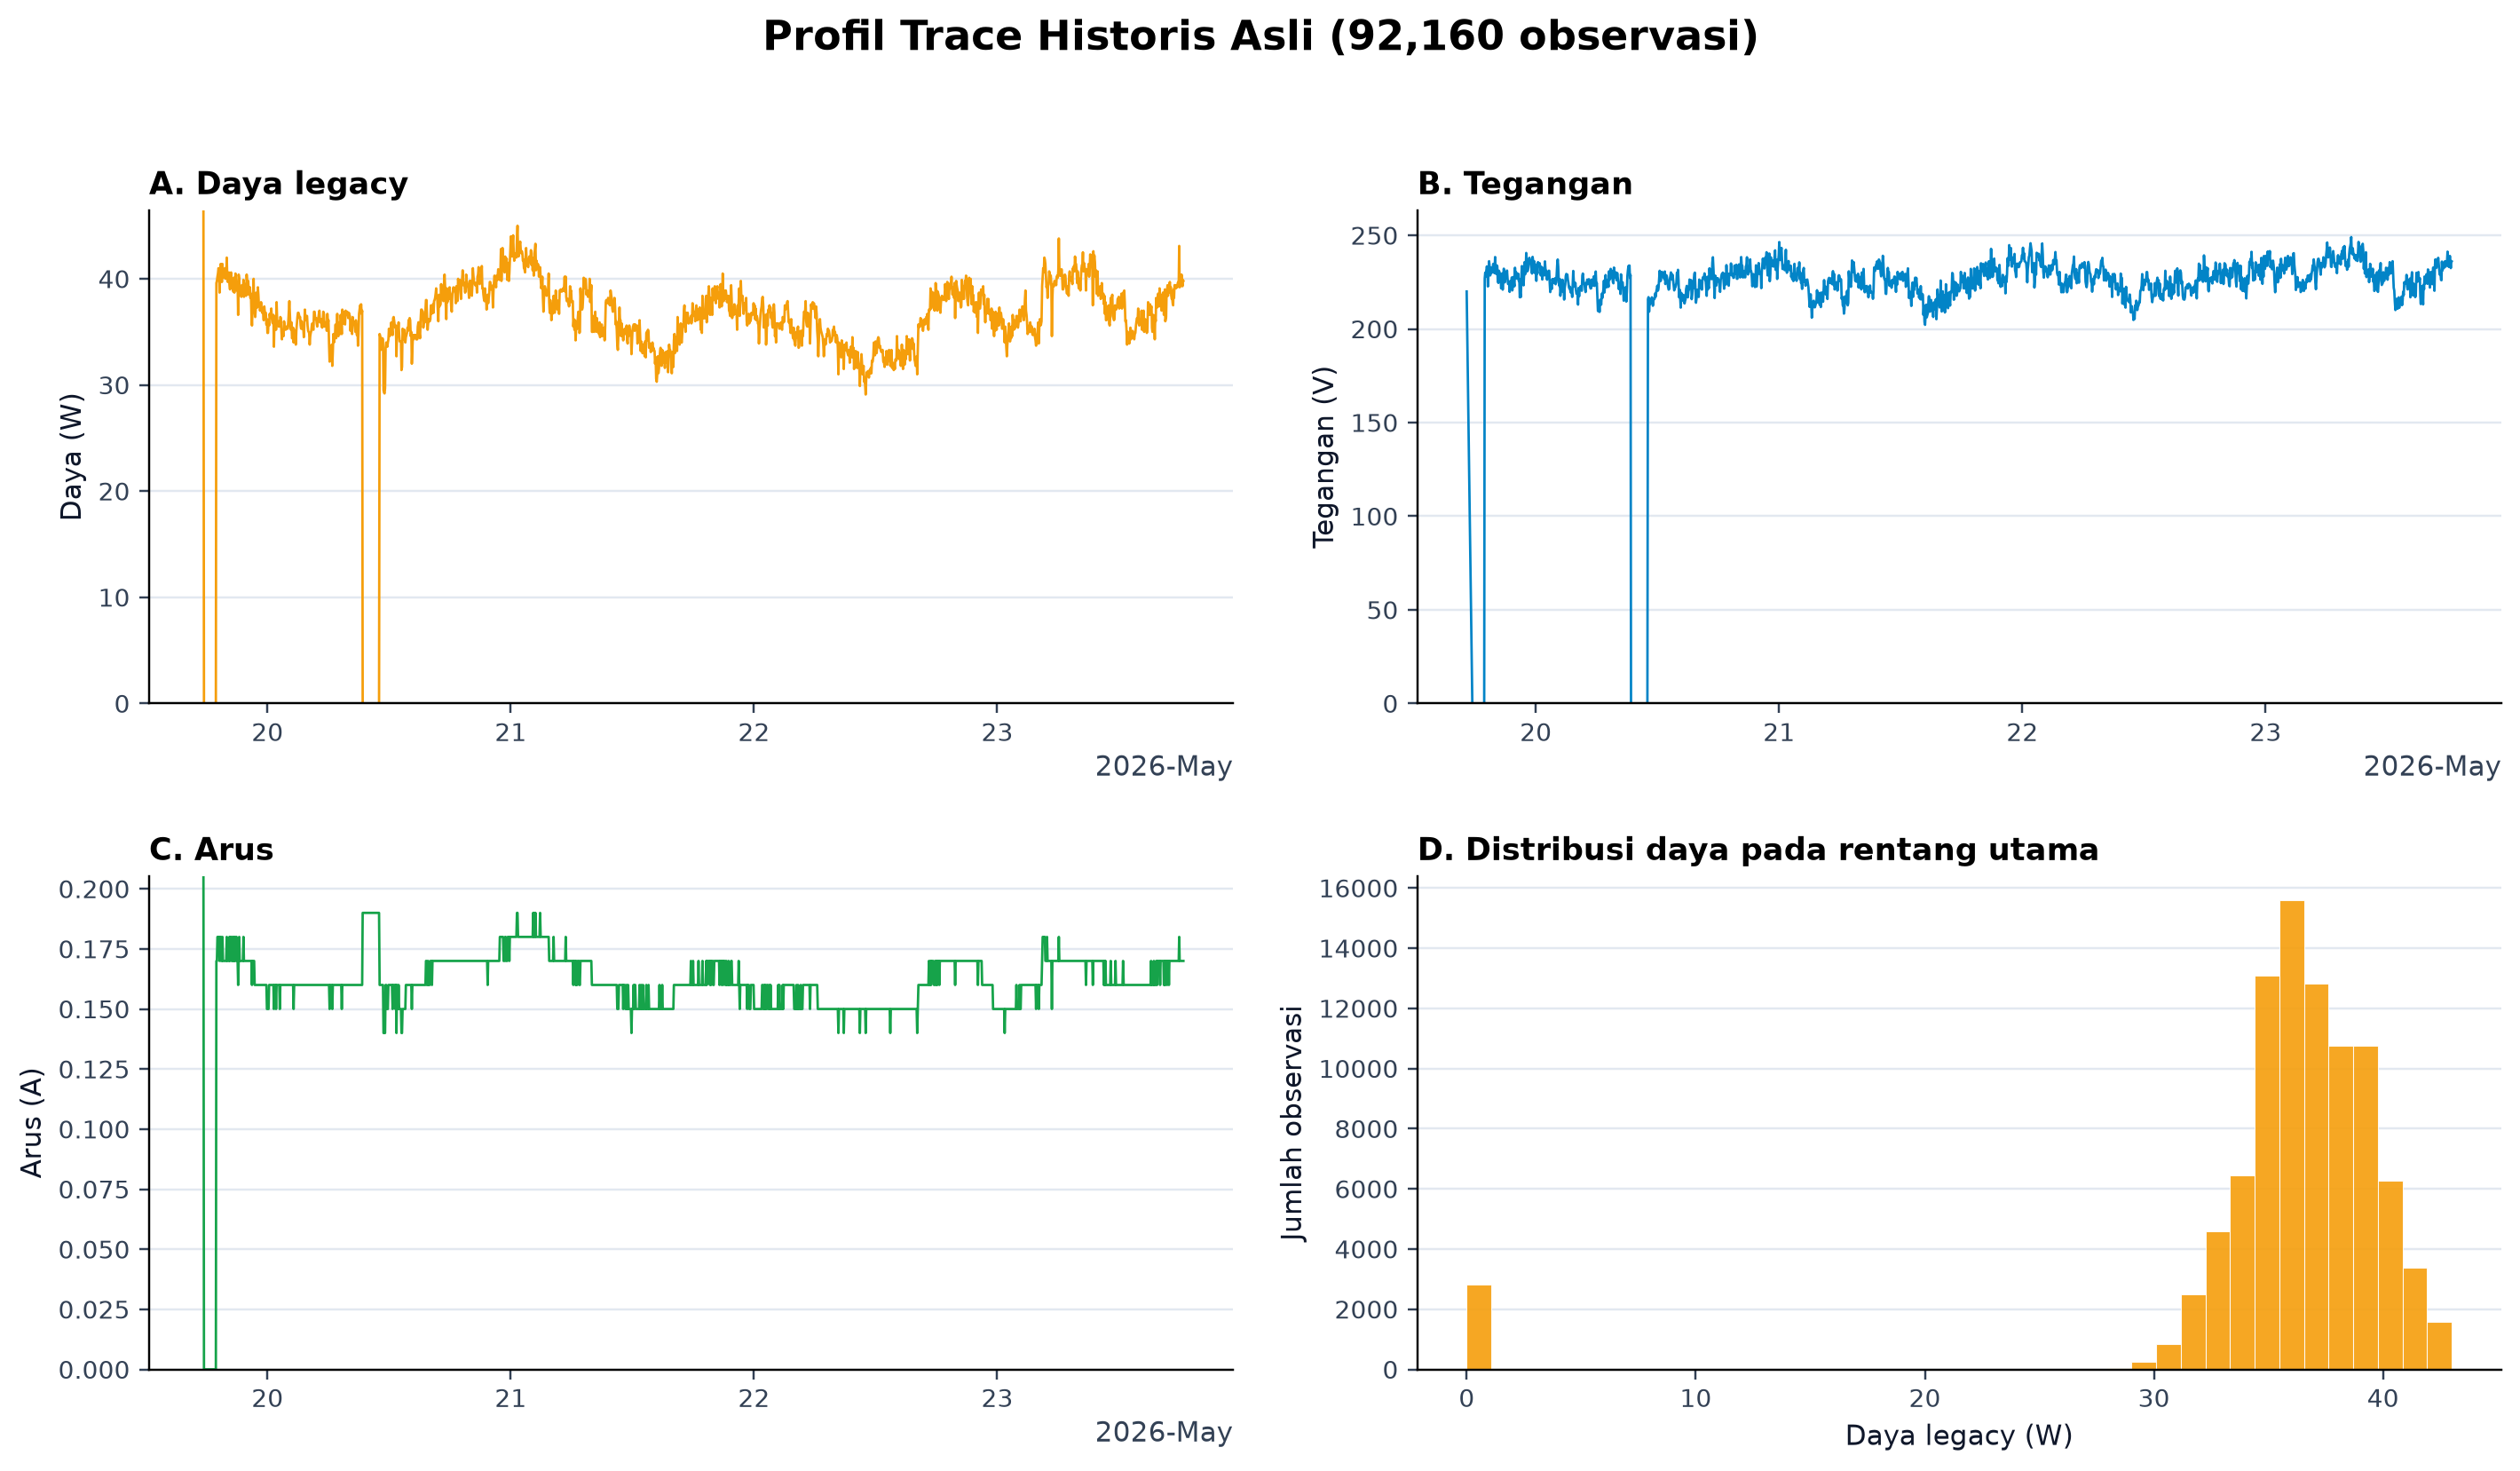 Profil Trace Historis Asli (92,160 observasi)
A. Daya legacy
Daya (W)
40
30
20
10
0
20 21 22 23
2026-May
B. Tegangan
Tegangan (V)
250
200
150
100
50
0
20 21 22 23
2026-May
C. Arus
Arus (A)
0.200
0.175
0.150
0.125
0.100
0.075
0.050
0.025
0.000
20 21 22 23
2026-May
D. Distribusi daya pada rentang utama
Jumlah observasi
16000
14000
12000
10000
8000
6000
4000
2000
0
0 10 20 30 40
Daya legacy (W)